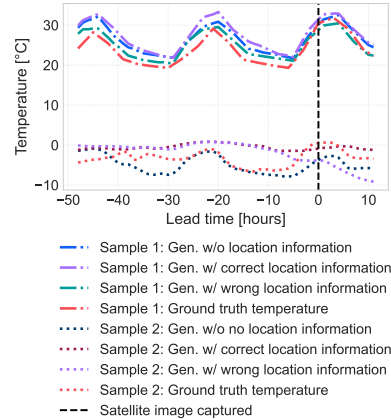 30
20
10
0
−10
Temperature [°C]
−50 −40 −30 −20 −10 0 10
Lead time [hours]
Sample 1: Gen. w/o location information
Sample 1: Gen. w/ correct location information
Sample 1: Gen. w/ wrong location information
Sample 1: Ground truth temperature
Sample 2: Gen. w/o no location information
Sample 2: Gen. w/ correct location information
Sample 2: Gen. w/ wrong location information
Sample 2: Ground truth temperature
Satellite image captured